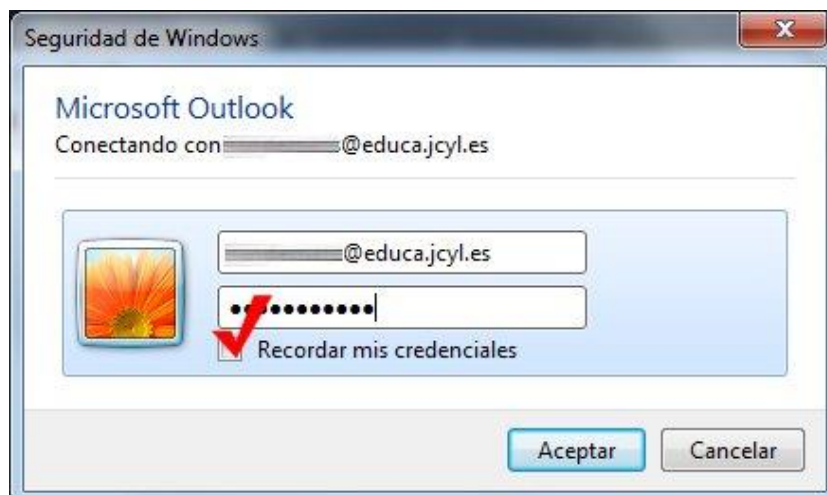 Seguridad de Windows
Microsoft Outlook
Conectando con @educa.jcyl.es
@educa.jcyl.es
Recordar mis credenciales
Aceptar
Cancelar